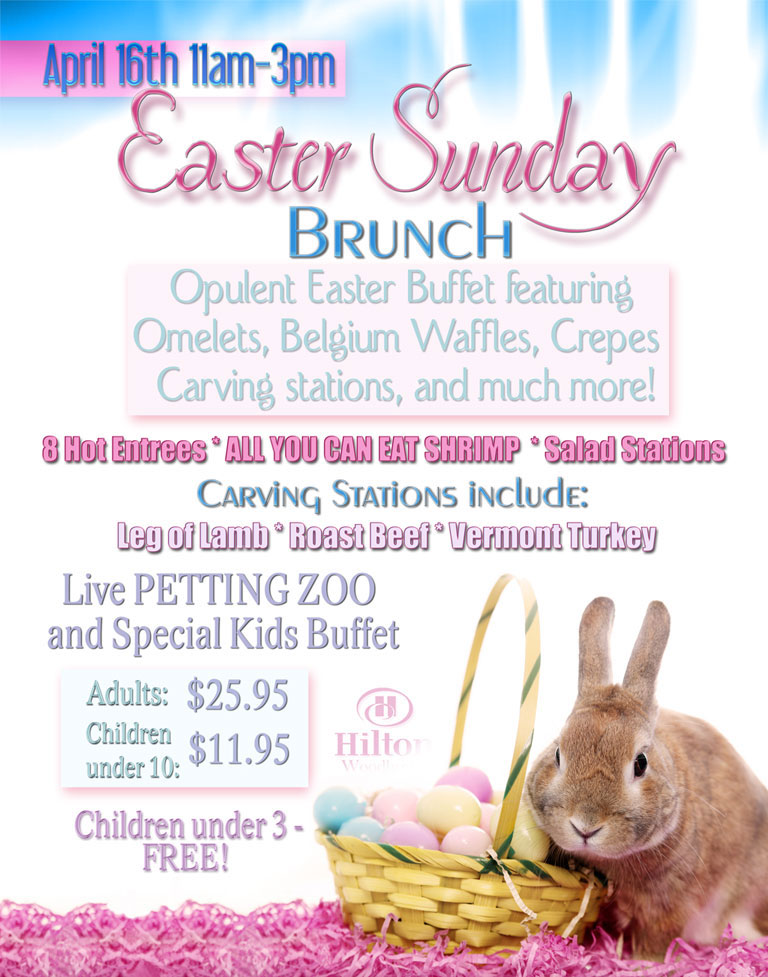 April 16th 11am-3pm
Easter Sunday
BRUNCH
Opulent Easter Buffet featuring
Omelets, Belgium Waffles, Crepes
Carving stations, and much more!
8 Hot Entrees * ALL YOU CAN EAT SHRIMP * Salad Stations
CARVING STATIONS INCLUDE:
Leg of Lamb * Roast Beef * Vermont Turkey
Live PETTING ZOO
and Special Kids Buffet
Adults: $25.95
Children
under 10: $11.95
H
Hilton
Children under 3 -
FREE!